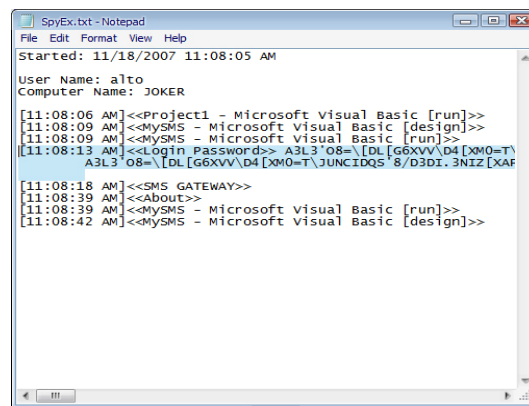 SpyEx.txt - Notepad
File Edit Format View Help
Started: 11/18/2007 11:08:05 AM
User Name: alto
Computer Name: JOKER
[11:08:06 AM]<<Project1 - Microsoft Visual Basic [run]>>
[11:08:09 AM]<<MySMS - Microsoft Visual Basic [design]>>
[11:08:09 AM]<<MySMS - Microsoft Visual Basic [run]>>
[11:08:13 AM]<<Login Password>> A3L3'O8=\[DL[G6XVV\D4[XM0=T\
A3L3'O8=\[DL[G6XVV\D4[XM0=T\JUNCIDQS'8/D3DI.3NIZ[XAP
[11:08:18 AM]<<SMS GATEWAY>>
[11:08:39 AM]<<About>>
[11:08:39 AM]<<MySMS - Microsoft Visual Basic [run]>>
[11:08:42 AM]<<MySMS - Microsoft Visual Basic [design]>>